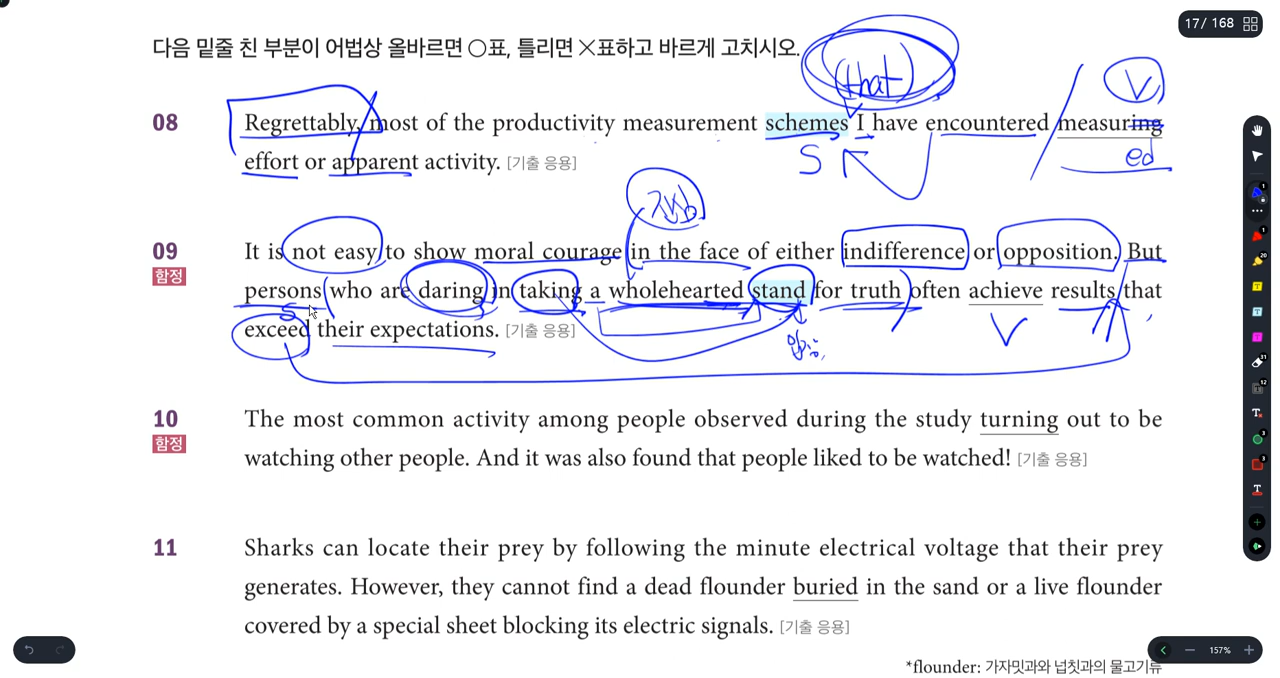 17 / 168
다음 밑줄 친 부분이 어법상 올바르면 ○표, 틀리면 ×표하고 바르게 고치시오.
(that)
V
08 Regrettably, most of the productivity measurement schemes I have encountered measuring
S ed
effort or apparent activity. [기출 응용]
09 It is not easy to show moral courage in the face of either indifference or opposition. But
함정 persons who are daring in taking a wholehearted stand for truth often achieve results that
S V
exceed their expectations. [기출 응용]
10 The most common activity among people observed during the study turning out to be
함정 watching other people. And it was also found that people liked to be watched! [기출 응용]
11 Sharks can locate their prey by following the minute electrical voltage that their prey
generates. However, they cannot find a dead flounder buried in the sand or a live flounder
covered by a special sheet blocking its electric signals. [기출 응용]
157%
*flounder: 가자밋과와 넙칫과의 물고기류